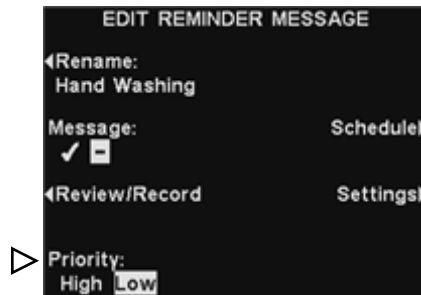 EDIT REMINDER MESSAGE
Rename:
Hand Washing
Message: Schedule
✓ -
Review/Record Settings
Priority:
High Low